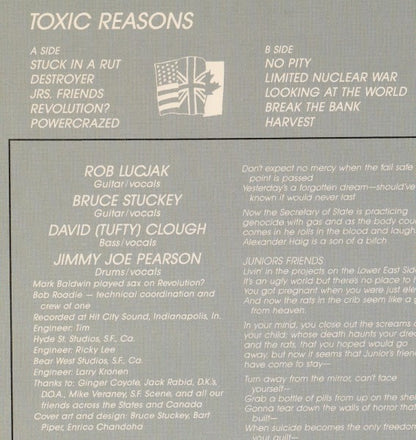 TOXIC REASONS
A SIDE
STUCK IN A RUT
DESTROYER
JRS. FRIENDS
REVOLUTION?
POWERCRAZED
B SIDE
NO PITY
LIMITED NUCLEAR WAR
LOOKING AT THE WORLD
BREAK THE BANK
HARVEST
ROB LUCJAK
Guitar/vocals
BRUCE STUCKEY
Guitar/vocals
DAVID (TUFTY) CLOUGH
Bass/vocals
JIMMY JOE PEARSON
Drums/vocals
Mark Baldwin played sax on Revolution?
Bob Roadie — technical coordination and
crew at one
Recorded at Hit City Sound, Indianapolis, In.
Engineer: Tim
Hyde St. Studios, S.F., Ca.
Engineer: Ricky Lee
Bear West Studios, S.F., Ca.
Engineer: Larry Kronen
Thanks to: Ginger Coyote, Jack Rabid, D.K.'s,
D.O.A., Mike Veraney, S.F. Scene, and all our
friends across the States and Canada
Cover art and design: Bruce Stuckey, Bart
Piper, Enrico Chandoha
Don't expect no mercy when the fail safe
point is passed
Yesterday's a forgotten dream—should've
known it would never last
Now the Secretary of State is practicing
genocide with gas and as the body cou
comes in he rolls in the blood and laugh
Alexander Haig is a son of a bitch
JUNIORS FRIENDS
Livin' in the projects on the Lower East Side
It's an ugly world but there's no place to h
You got pregnant when you were just ele
And now the rats in the crib seem like a g
from heaven.
In your mind, you close out the screams o
your child; whose death haunts your drea
and the rats, that you hoped would go
away, but now it seems that Junior's frien
have come to stay—
Turn away from the mirror, can't face
yourself—
Grab a bottle of pills from up on the shel
Gonna tear down the walls of horror that
built—
When suicide becomes the only freedom
your guilt—